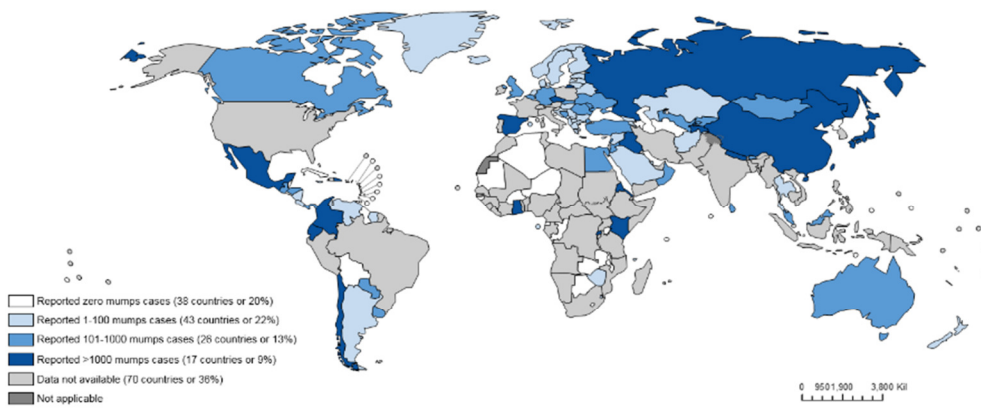 Reported zero mumps cases (38 countries or 20%)
Reported 1-100 mumps cases (43 countries or 22%)
Reported 101-1000 mumps cases (26 countries or 13%)
Reported >1000 mumps cases (17 countries or 9%)
Data not available (70 countries or 36%)
Not applicable
0 9501,900 3,800 Kil